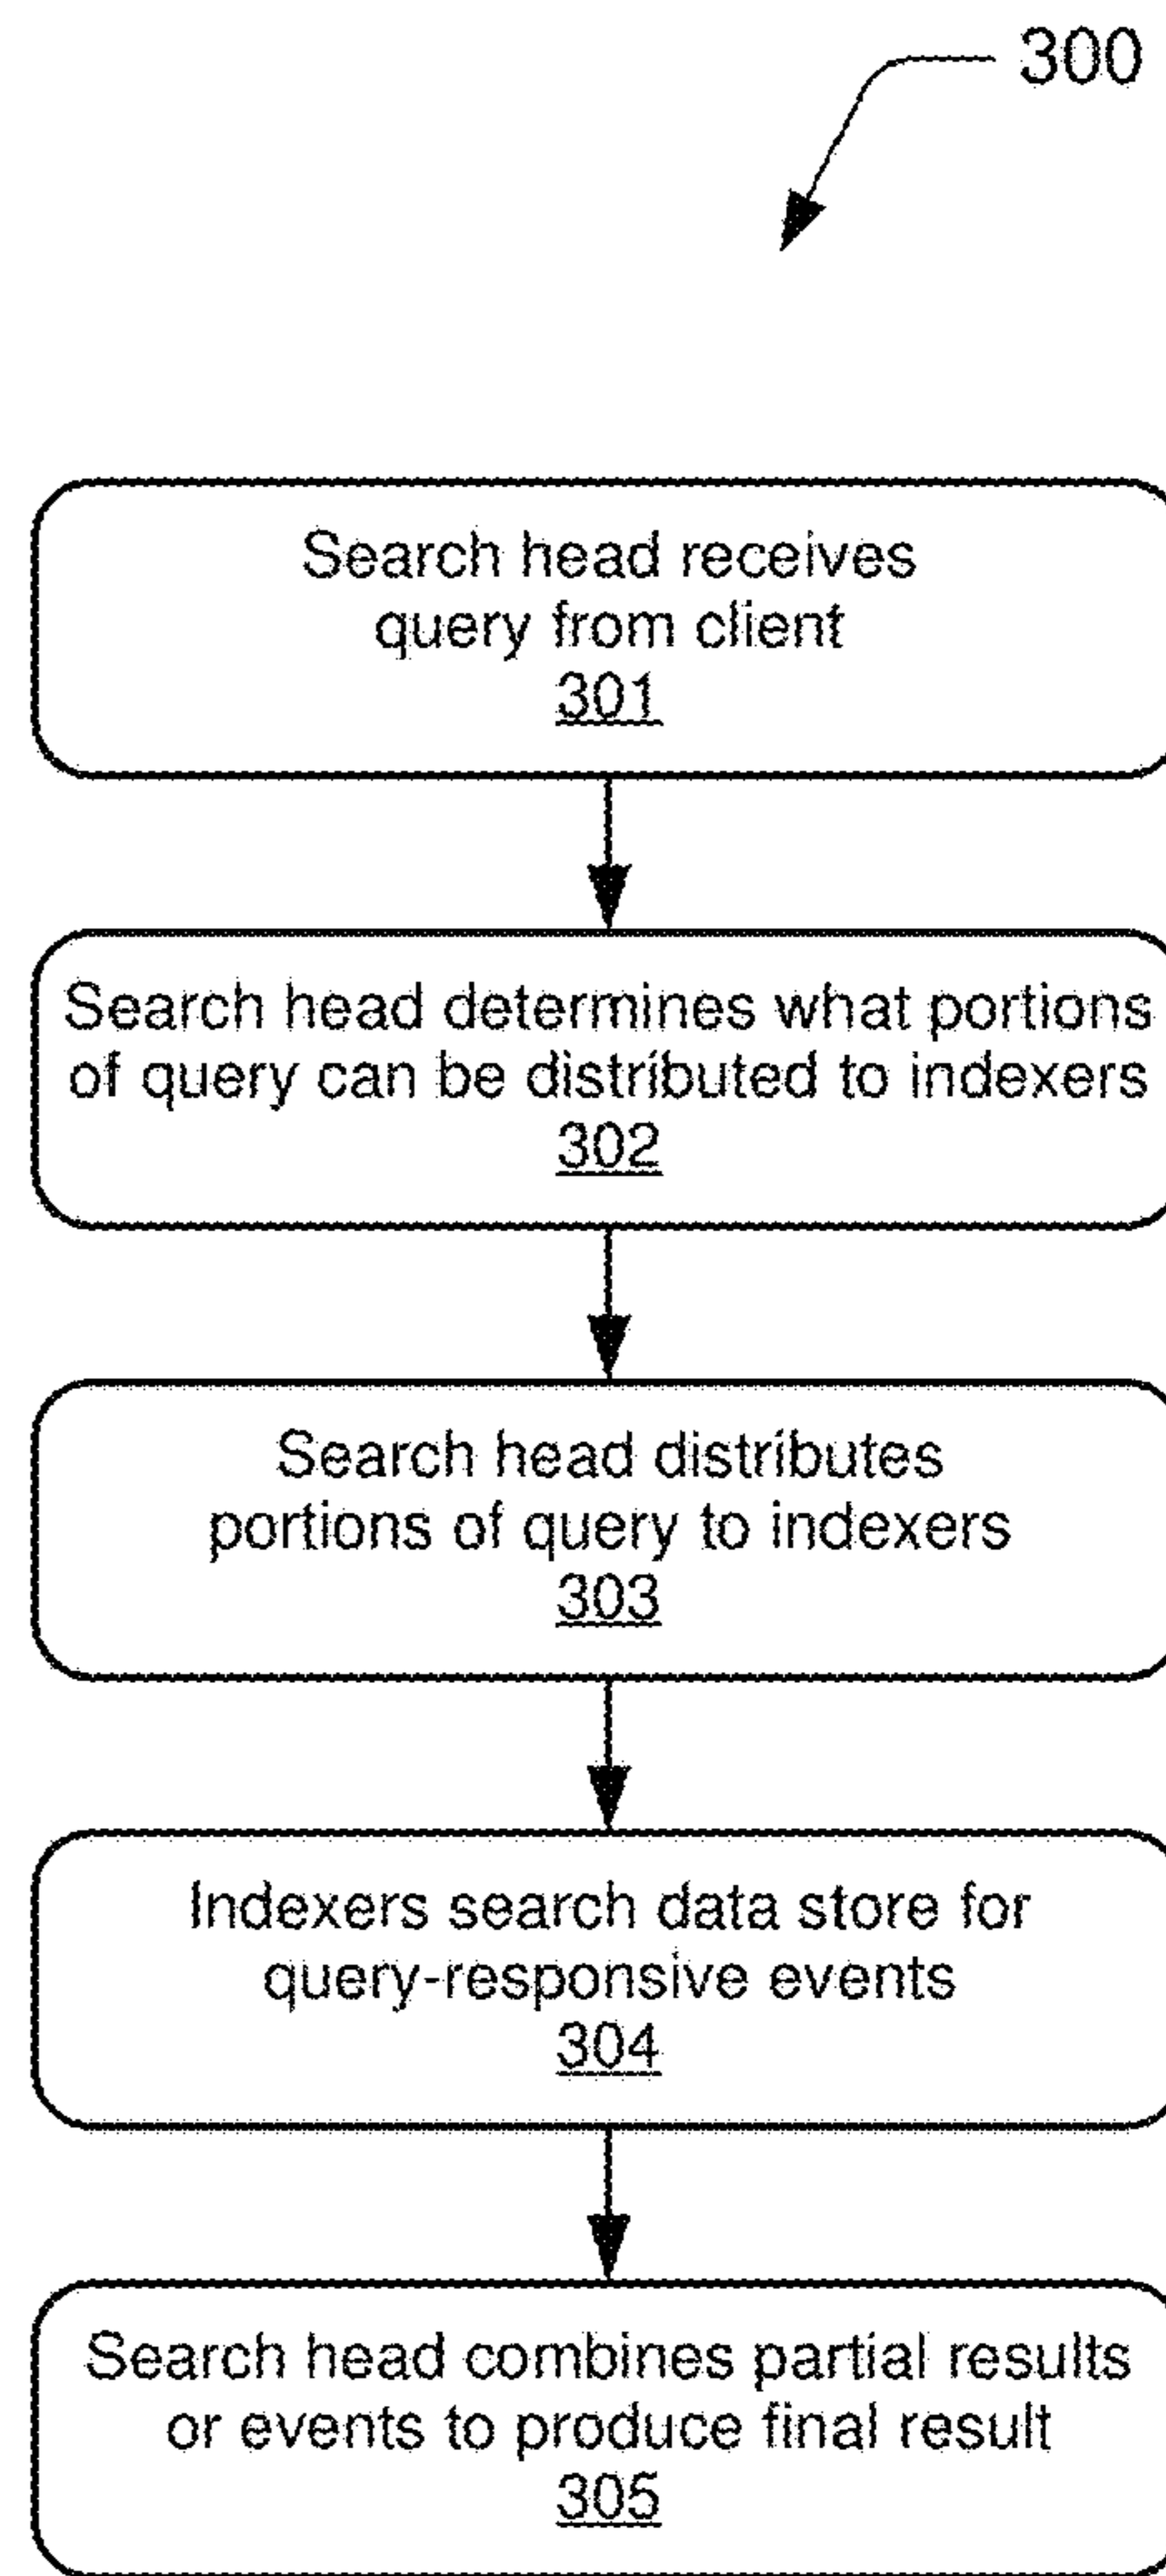 300
Search head receives
query from client
301
Search head determines what portions
of query can be distributed to indexers
302
Search head distributes
portions of query to indexers
303
Indexers search data store for
query-responsive events
304
Search head combines partial results
or events to produce final result
305